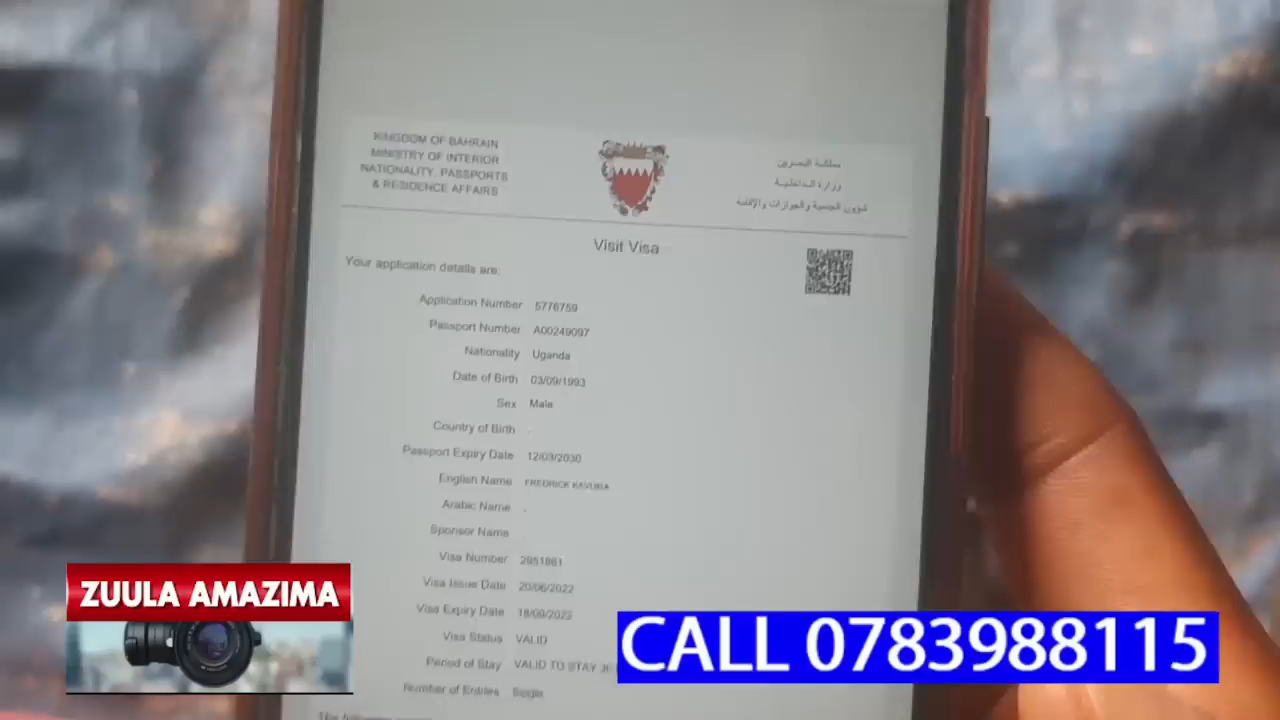 KINGDOM OF BAHRAIN
MINISTRY OF INTERIOR
NATIONALITY, PASSPORTS
& RESIDENCE AFFAIRS
مملكة البحرين
وزارة الداخلية
شؤون الجنسية والجوازات والإقامة
Visit Visa
Your application details are:
Application Number 5776759
Passport Number A00249097
Nationality Uganda
Date of Birth 03/09/1993
Sex Male
Country of Birth .
Passport Expiry Date 12/03/2030
English Name FREDRICK
Arabic Name .
Sponsor Name
Visa Number 2951861
Visa Issue Date 20/06/2022
Visa Expiry Date 18/09/2022
Visa Status VALID
Period of Stay VALID TO STAY
Number of Entries Single
The following
ZUULA AMAZIMA
CALL 0783988115